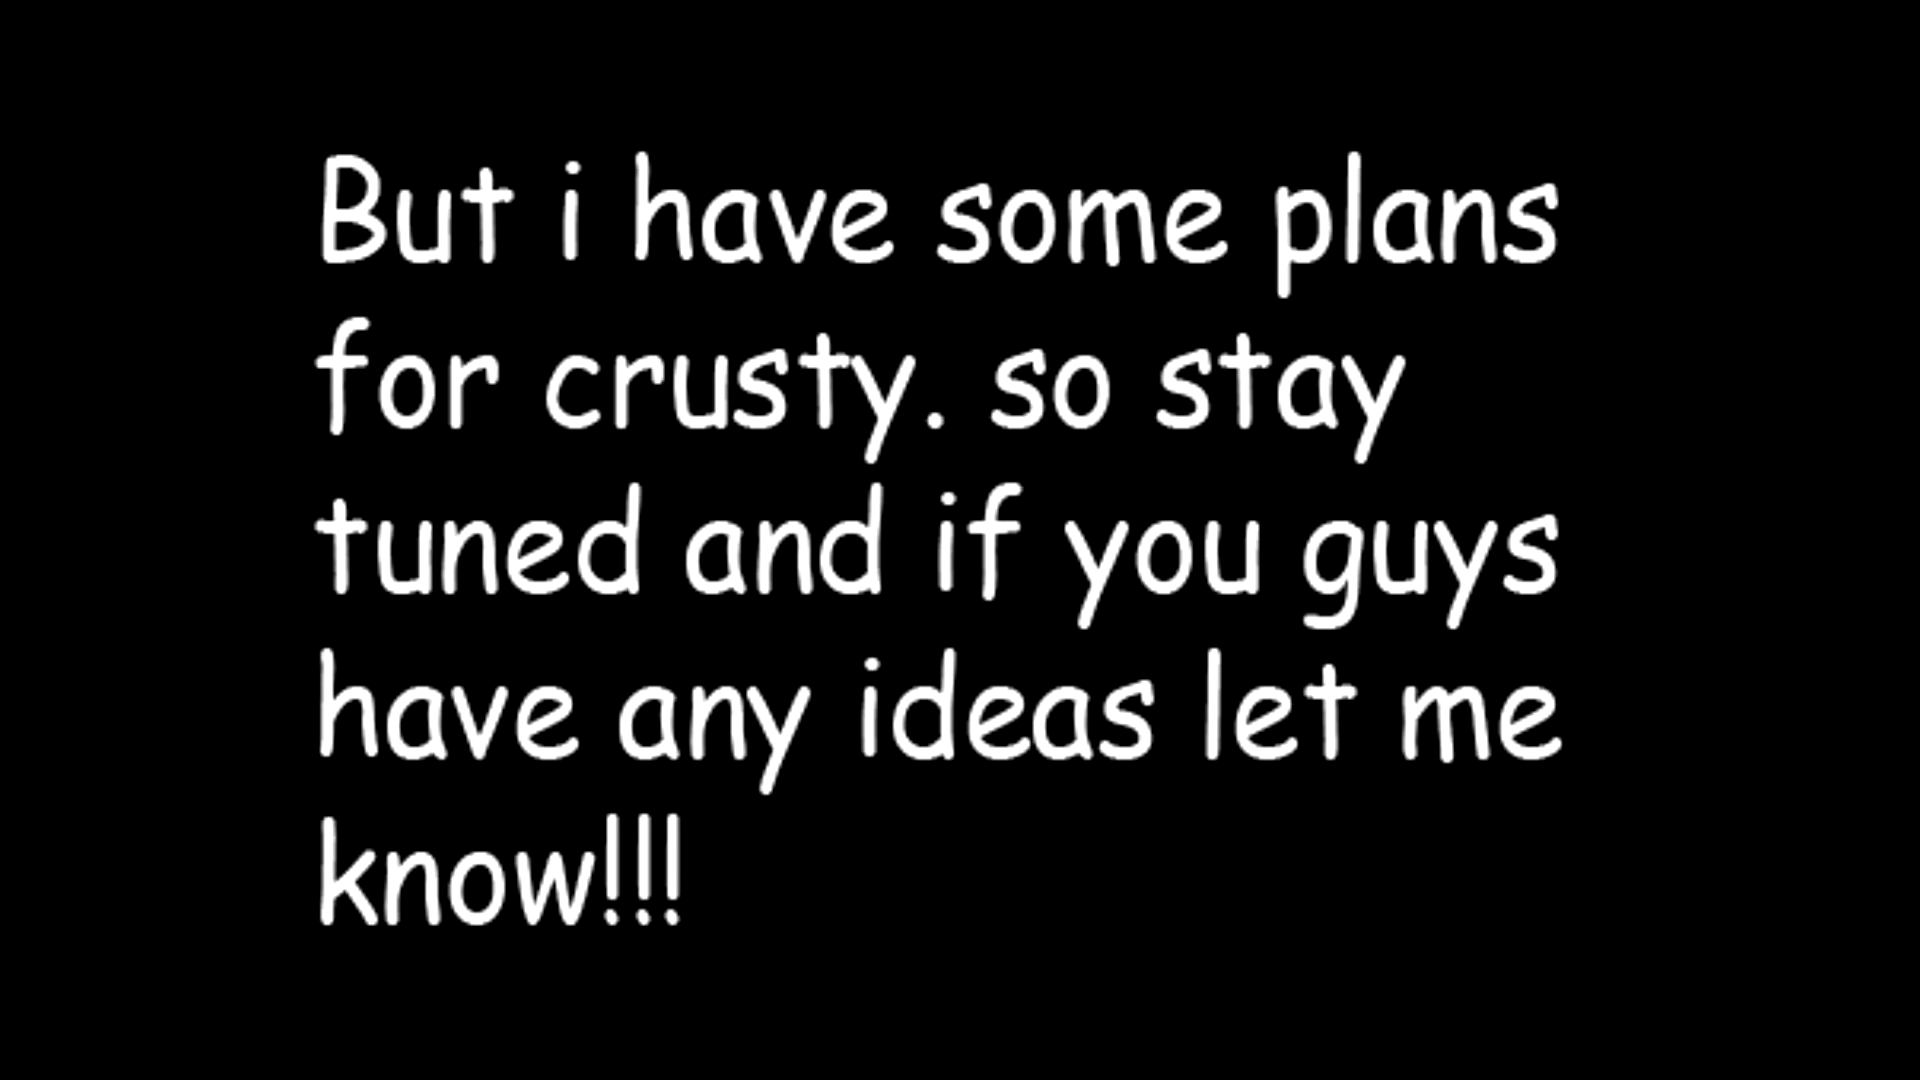 But i have some plans
for crusty. so stay
tuned and if you guys
have any ideas let me
know!!!